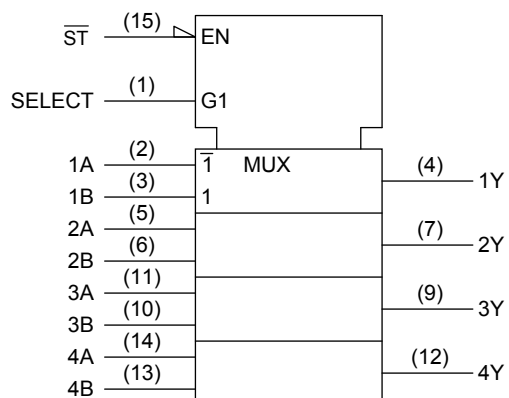 S̅T̅ (15) EN
SELECT (1) G1
1A (2) 1̅ MUX (4) 1Y
1B (3) 1
2A (5) (7) 2Y
2B (6)
3A (11) (9) 3Y
3B (10)
4A (14) (12) 4Y
4B (13)